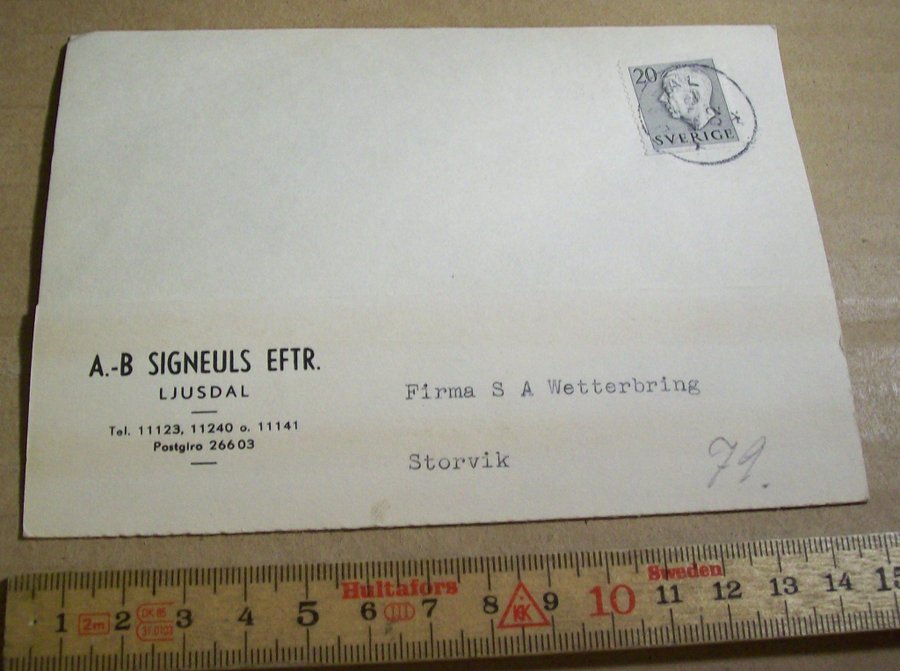 20
SVERIGE
A.-B SIGNEULS EFTR.
LJUSDAL
Tel. 11123, 11240 o. 11141
Postgiro 26603
Firma S A Wetterbring
Storvik
79.
Hultafors
Sweden
1 2m 2 3 4 5 6 7 8 9 10 11 12 13 14 15